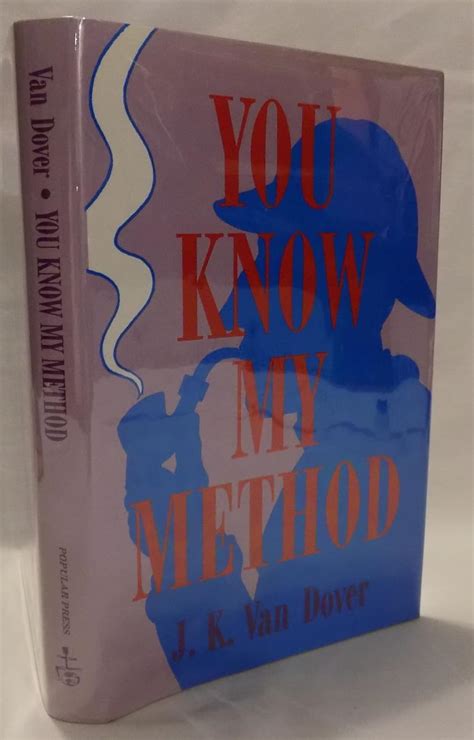 Van Dover • YOU KNOW MY METHOD
POPULAR PRESS
YOU
KNOW
MY
METHOD
J. K. Van Dover